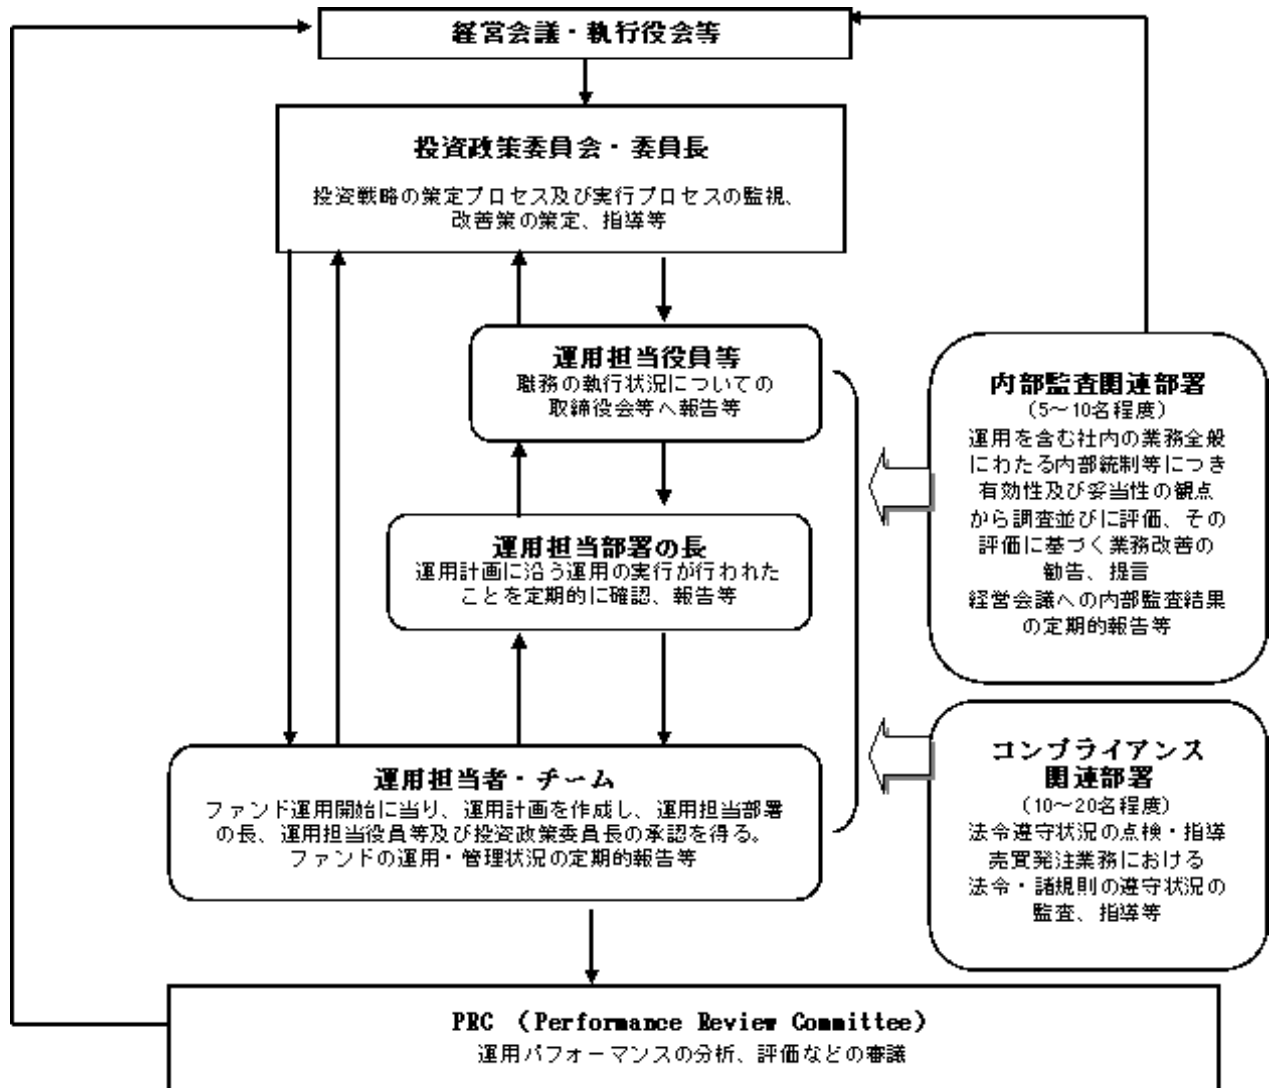 経営会議・執行役会等
投資政策委員会・委員長
投資戦略の策定プロセス及び実行プロセスの監視、
改善策の策定、指導等
運用担当役員等
職務の執行状況についての
取締役会等へ報告等
運用担当部署の長
運用計画に沿う運用の実行が行われた
ことを定期的に確認、報告等
運用担当者・チーム
ファンド運用開始に当り、運用計画を作成し、運用担当部署
の長、運用担当役員等及び投資政策委員長の承認を得る。
ファンドの運用・管理状況の定期的報告等
内部監査関連部署
（5～10名程度）
運用を含む社内の業務全般
にわたる内部統制等につき
有効性及び妥当性の観点
から調査並びに評価、その
評価に基づく業務改善の
勧告、提言
経営会議への内部監査結果
の定期的報告等
コンプライアンス
関連部署
（10～20名程度）
法令遵守状況の点検・指導
売買発注業務における
法令・諸規則の遵守状況の
監査、指導等
PRC （Performance Review Committee）
運用パフォーマンスの分析、評価などの審議